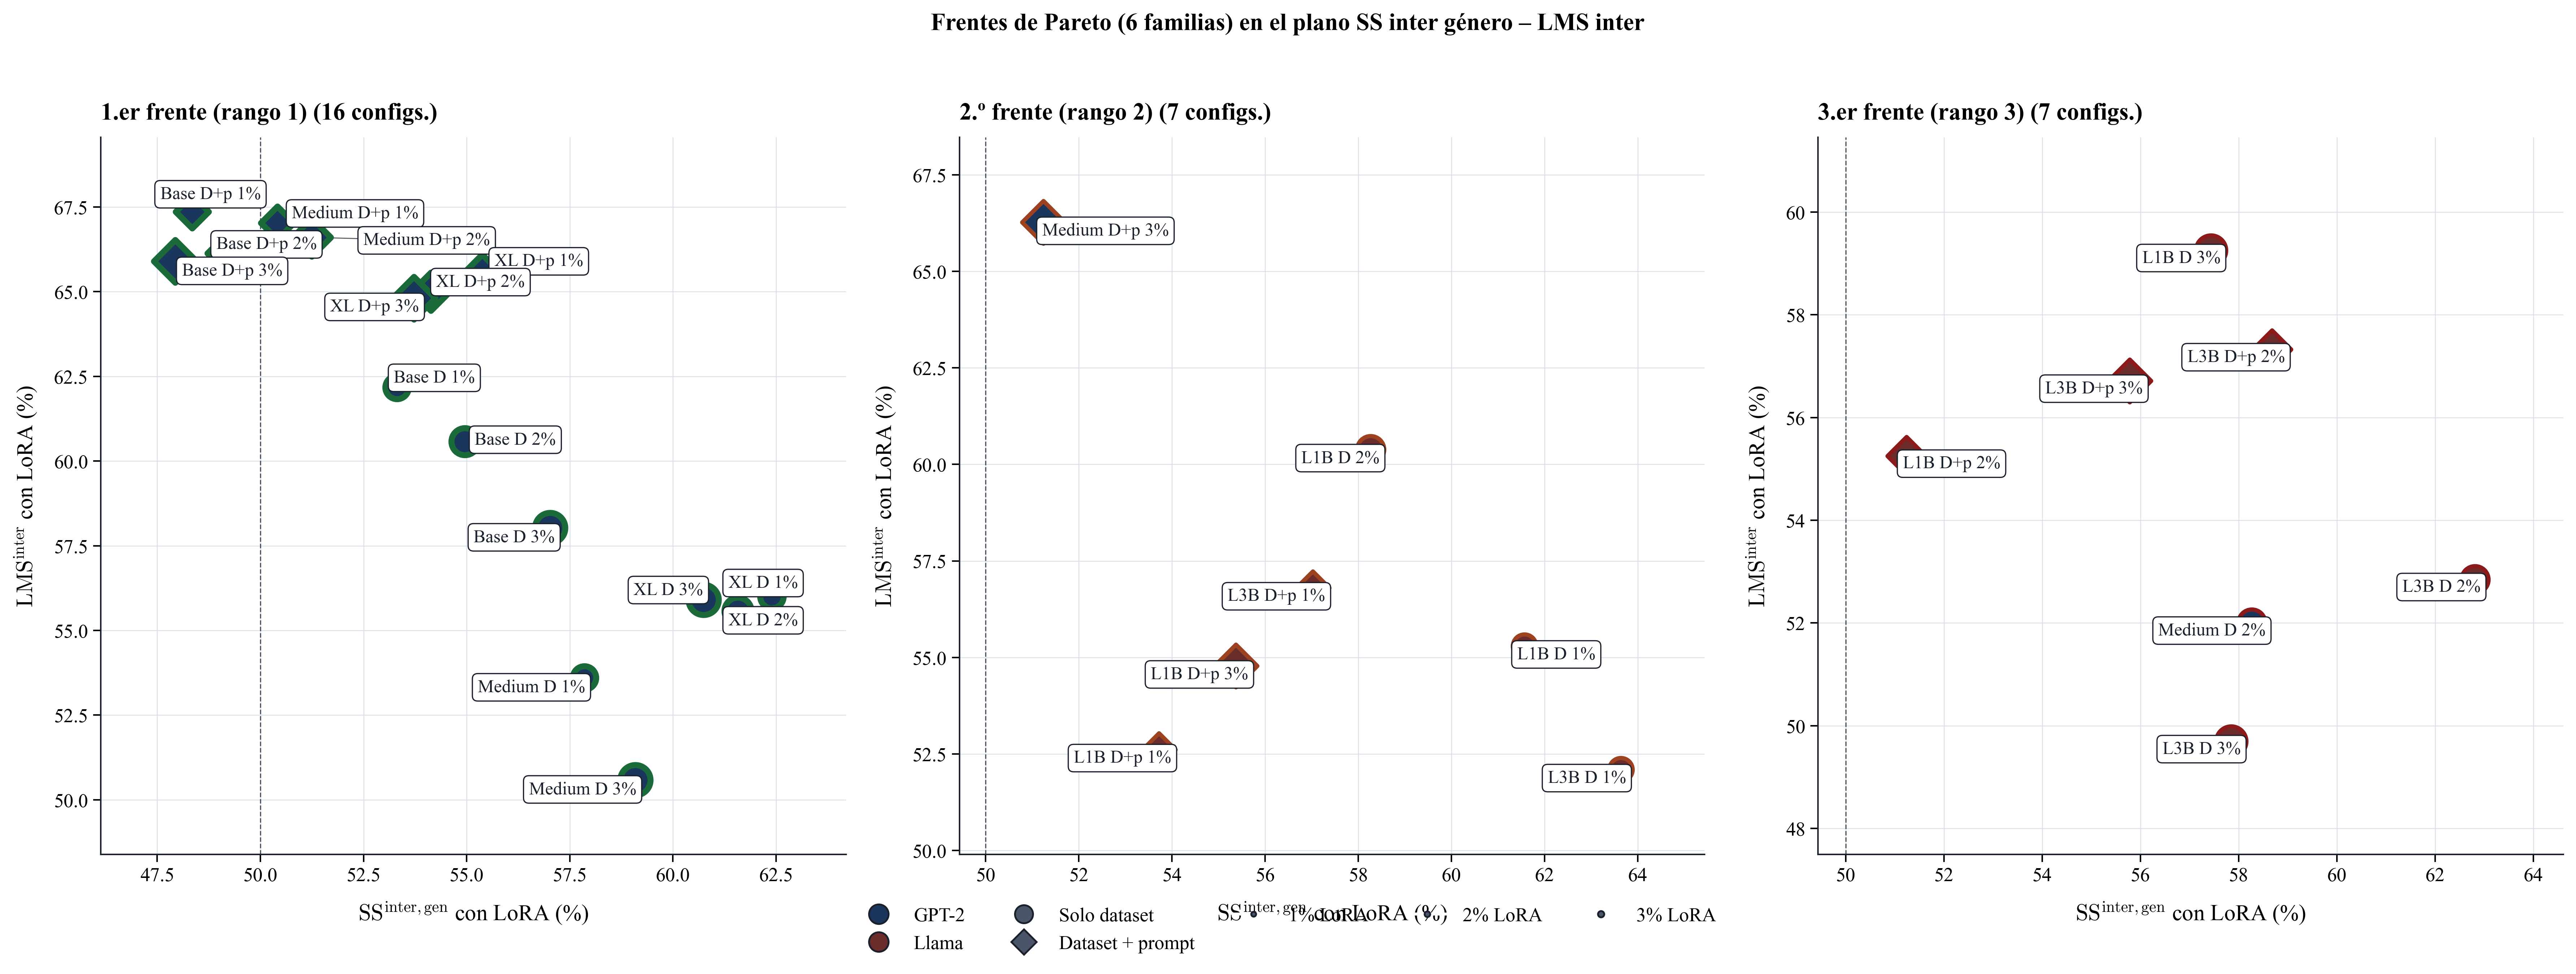 Frentes de Pareto (6 familias) en el plano SS inter género – LMS inter
1.er frente (rango 1) (16 configs.)
LMS^inter con LoRA (%)
67.5
65.0
62.5
60.0
57.5
55.0
52.5
50.0
Base D+p 1%
Medium D+p 1%
Base D+p 2%
Medium D+p 2%
Base D+p 3%
XL D+p 1%
XL D+p 2%
XL D+p 3%
Base D 1%
Base D 2%
Base D 3%
XL D 3%
XL D 1%
XL D 2%
Medium D 1%
Medium D 3%
47.5 50.0 52.5 55.0 57.5 60.0 62.5
SS^inter,gen con LoRA (%)
2.º frente (rango 2) (7 configs.)
LMS^inter con LoRA (%)
67.5
65.0
62.5
60.0
57.5
55.0
52.5
50.0
Medium D+p 3%
L1B D 2%
L3B D+p 1%
L1B D 1%
L1B D+p 3%
L1B D+p 1%
L3B D 1%
50 52 54 56 58 60 62 64
SS^inter,gen con LoRA (%)
3.er frente (rango 3) (7 configs.)
LMS^inter con LoRA (%)
60
58
56
54
52
50
48
L1B D 3%
L3B D+p 2%
L3B D+p 3%
L1B D+p 2%
L3B D 2%
Medium D 2%
L3B D 3%
50 52 54 56 58 60 62 64
SS^inter,gen con LoRA (%)
GPT-2
Llama
Solo dataset
Dataset + prompt
1% LoRA
2% LoRA
3% LoRA